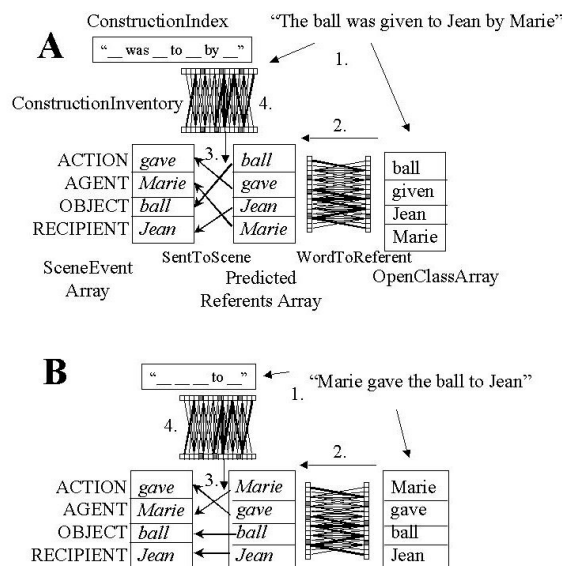 ConstructionIndex
“The ball was given to Jean by Marie”
A
“__ was __ to __ by __”
1.
ConstructionInventory
4.
2.
3.
ACTION gave ball
AGENT Marie gave ball
OBJECT ball Jean given
RECIPIENT Jean Marie Jean
Marie
SceneEvent
Array
SentToScene
Predicted
Referents Array
WordToReferent
OpenClassArray
B
“__ __ __ to __”
1.
“Marie gave the ball to Jean”
4.
2.
3.
ACTION gave Marie Marie
AGENT Marie gave gave
OBJECT ball ball ball
RECIPIENT Jean Jean Jean